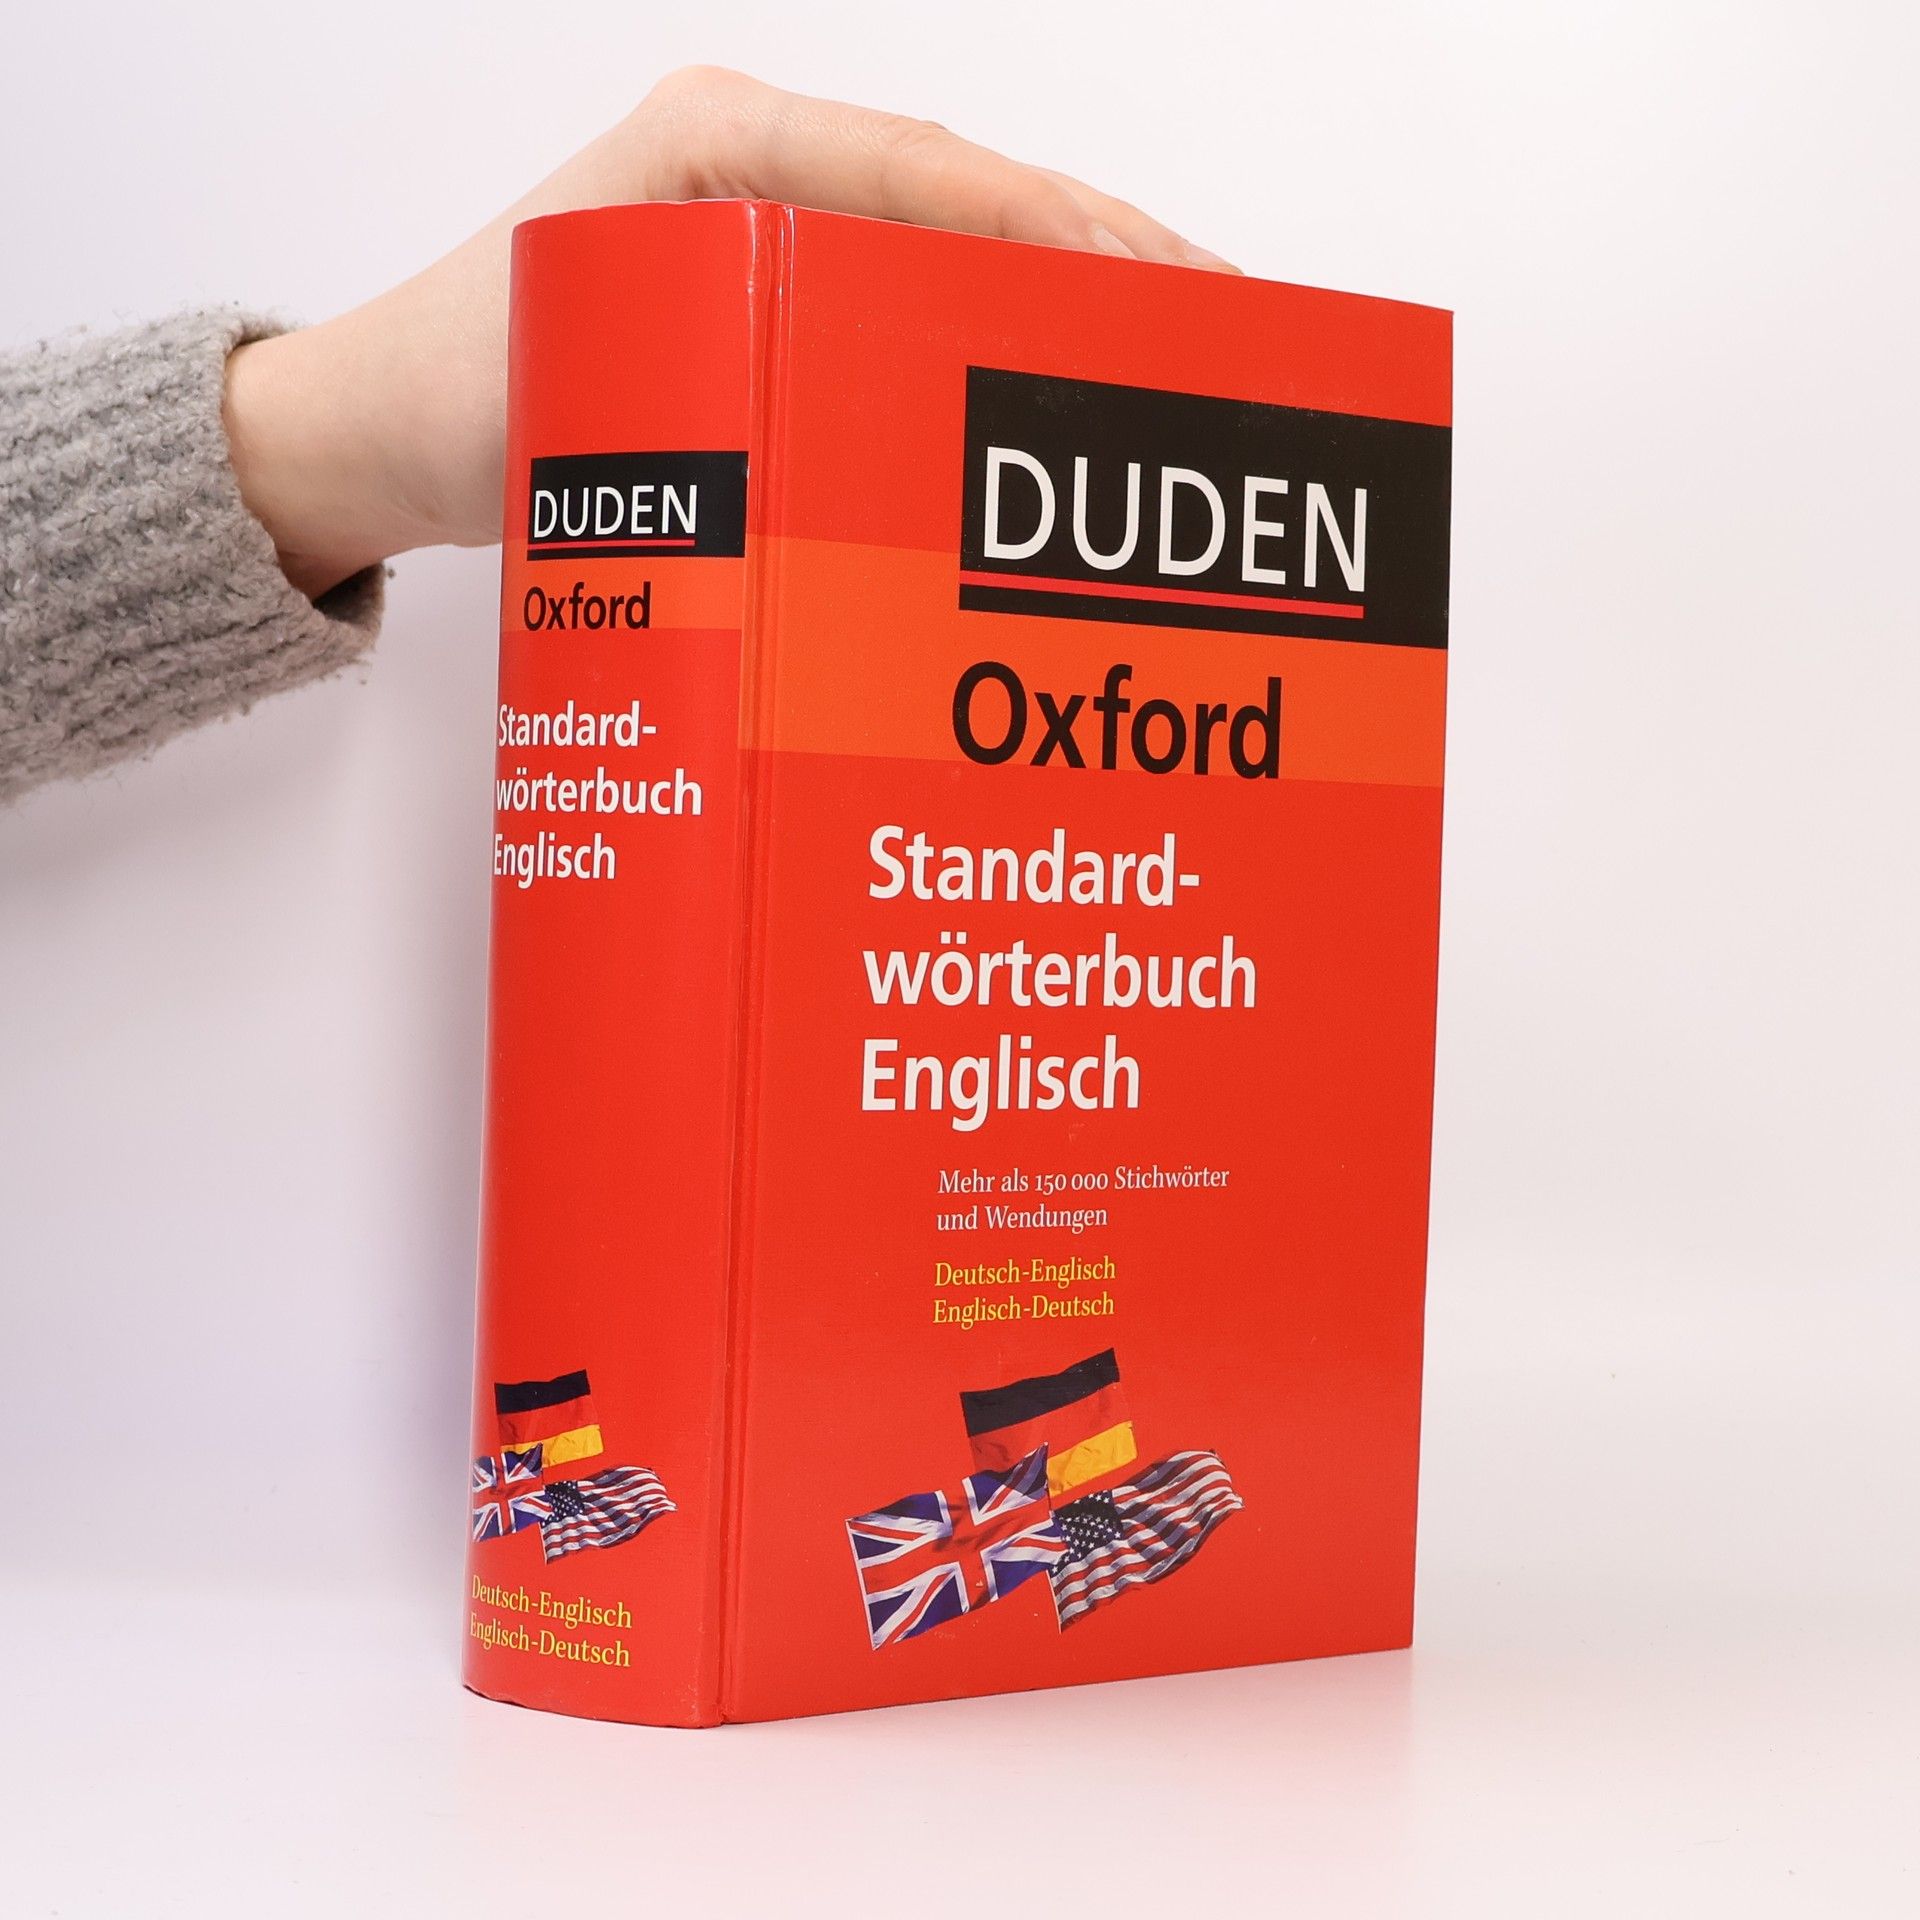 DUDEN
Oxford
Standard-
wörterbuch
Englisch
Deutsch-Englisch
Englisch-Deutsch
DUDEN
Oxford
Standard-
wörterbuch
Englisch
Mehr als 150 000 Stichwörter
und Wendungen
Deutsch-Englisch
Englisch-Deutsch